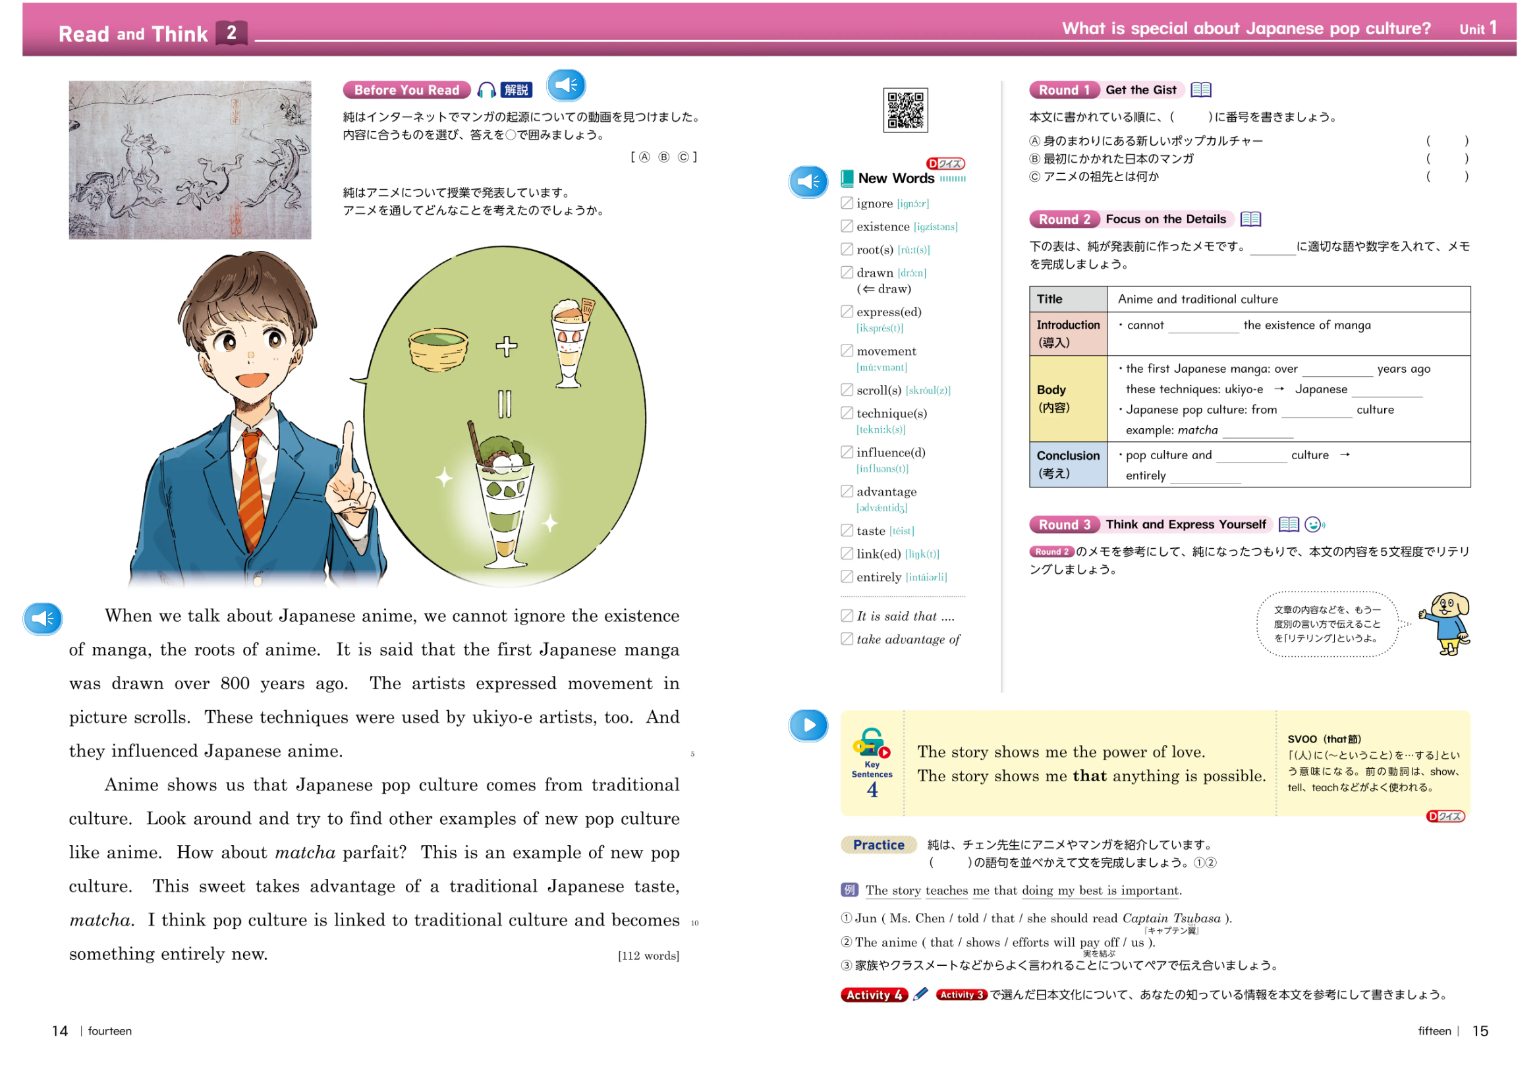 Read and Think 2
What is special about Japanese pop culture? Unit 1
Before You Read 解説
純はインターネットでマンガの起源についての動画を見つけました。
内容に合うものを選び、答えを○で囲みましょう。
[ Ⓐ Ⓑ Ⓒ ]
純はアニメについて授業で発表しています。
アニメを通してどんなことを考えたのでしょうか。
When we talk about Japanese anime, we cannot ignore the existence
of manga, the roots of anime. It is said that the first Japanese manga
was drawn over 800 years ago. The artists expressed movement in
picture scrolls. These techniques were used by ukiyo-e artists, too. And
they influenced Japanese anime.
5
Anime shows us that Japanese pop culture comes from traditional
culture. Look around and try to find other examples of new pop culture
like anime. How about matcha parfait? This is an example of new pop
culture. This sweet takes advantage of a traditional Japanese taste,
matcha. I think pop culture is linked to traditional culture and becomes
10
something entirely new.
[112 words]
14 | fourteen
Dクイズ
New Words
ignore [ignɔ́ːr]
existence [igzístəns]
root(s) [rúːt(s)]
drawn [drɔ́ːn]
(⇐ draw)
express(ed)
[iksprés(t)]
movement
[múːvmənt]
scroll(s) [skróul(z)]
technique(s)
[tekníːk(s)]
influence(d)
[ínfluəns(t)]
advantage
[ədvǽntidʒ]
taste [téist]
link(ed) [líŋk(t)]
entirely [intáiərli]
It is said that ....
take advantage of
Round 1 Get the Gist
本文に書かれている順に、( )に番号を書きましょう。
Ⓐ 身のまわりにある新しいポップカルチャー ( )
Ⓑ 最初にかかれた日本のマンガ ( )
Ⓒ アニメの祖先とは何か ( )
Round 2 Focus on the Details
下の表は、純が発表前に作ったメモです。______に適切な語や数字を入れて、メモ
を完成しましょう。
Title Anime and traditional culture
Introduction (導入) ・cannot ______ the existence of manga
Body (内容) ・the first Japanese manga: over ______ years ago
these techniques: ukiyo-e → Japanese ______
・Japanese pop culture: from ______ culture
example: matcha ______
Conclusion (考え) ・pop culture and ______ culture →
entirely ______
Round 3 Think and Express Yourself
Round 2 のメモを参考にして、純になったつもりで、本文の内容を5文程度でリテリ
ングしましょう。
文章の内容などを、もう一
度別の言い方で伝えること
を「リテリング」というよ。
Key Sentences 4
The story shows me the power of love.
The story shows me that anything is possible.
SVOO (that節)
「(人)に(〜ということ)を…する」とい
う意味になる。前の動詞は、show、
tell、teachなどがよく使われる。
Dクイズ
Practice 純は、チェン先生にアニメやマンガを紹介しています。
( )の語句を並べかえて文を完成しましょう。①②
例 The story teaches me that doing my best is important.
① Jun ( Ms. Chen / told / that / she should read Captain Tsubasa ).
『キャプテン翼』
② The anime ( that / shows / efforts will pay off / us ).
実を結ぶ
③ 家族やクラスメートなどからよく言われることについてペアで伝え合いましょう。
Activity 4 Activity 3 で選んだ日本文化について、あなたの知っている情報を本文を参考にして書きましょう。
fifteen | 15